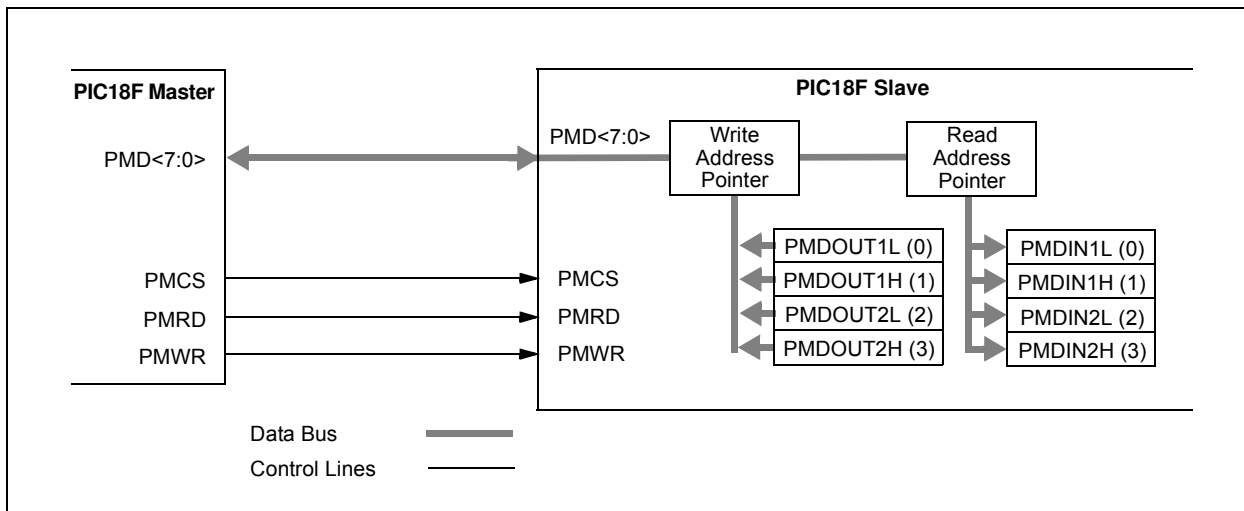 PIC18F Master
PMD<7:0>
PMCS
PMRD
PMWR
PIC18F Slave
PMD<7:0>
Write
Address
Pointer
Read
Address
Pointer
PMDOUT1L (0)
PMDOUT1H (1)
PMDOUT2L (2)
PMDOUT2H (3)
PMDIN1L (0)
PMDIN1H (1)
PMDIN2L (2)
PMDIN2H (3)
PMCS
PMRD
PMWR
Data Bus
Control Lines